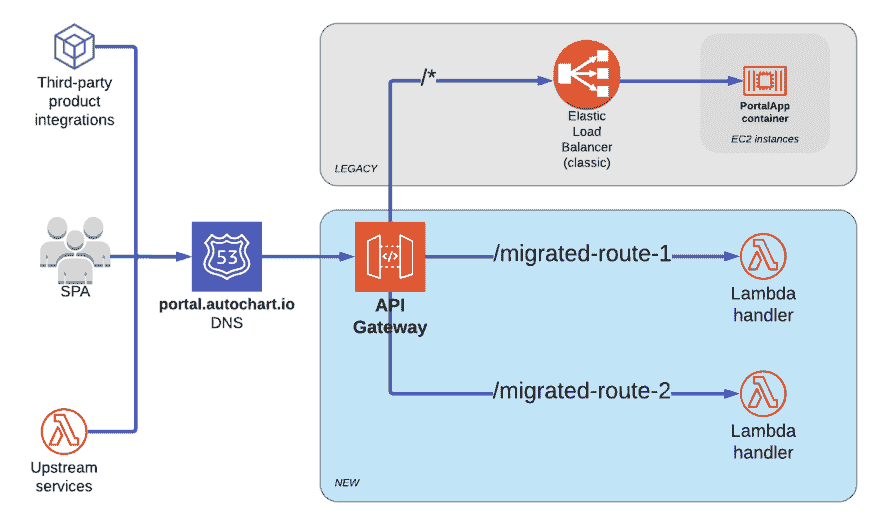 Third-party
product
integrations
SPA
Upstream
services
53
portal.autochart.io
DNS
/*
Elastic
Load
Balancer
(classic)
PortalApp
container
EC2 instances
LEGACY
</>
API
Gateway
/migrated-route-1
Lambda
handler
/migrated-route-2
Lambda
handler
NEW